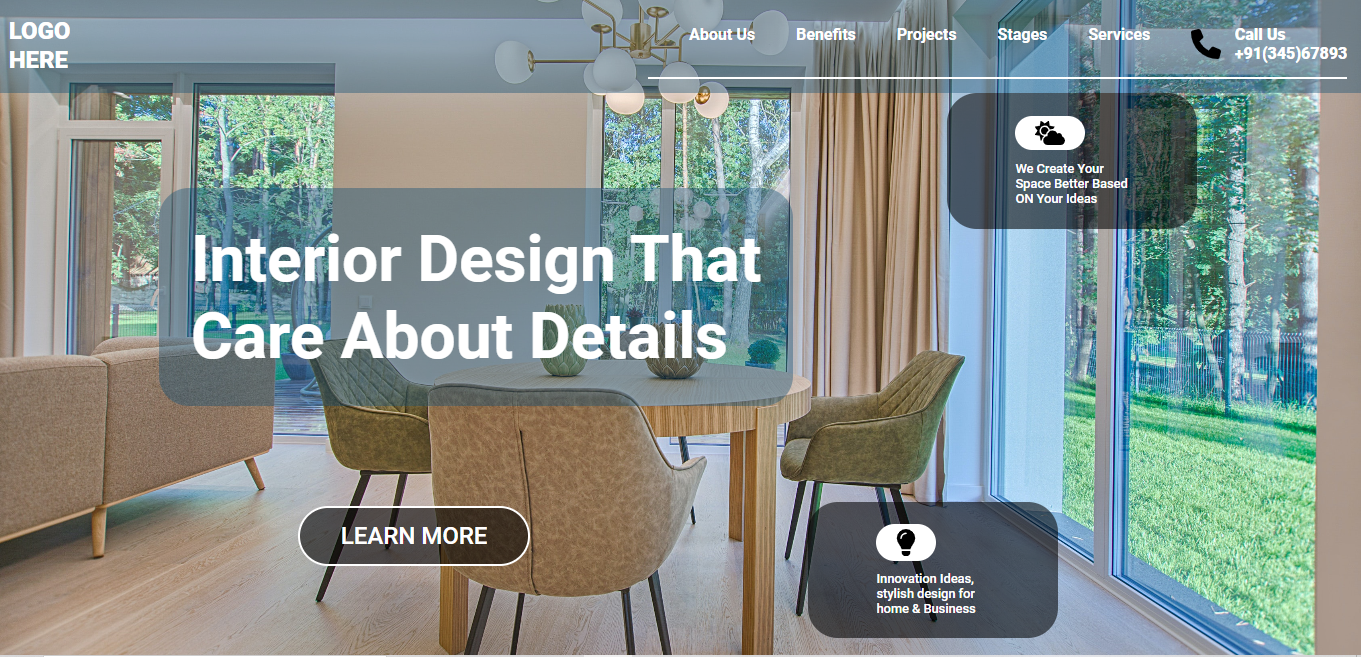 LOGO
HERE
About Us
Benefits
Projects
Stages
Services
Call Us
+91(345)67893
We Create Your
Space Better Based
ON Your Ideas
Interior Design That
Care About Details
LEARN MORE
Innovation Ideas,
stylish design for
home & Business